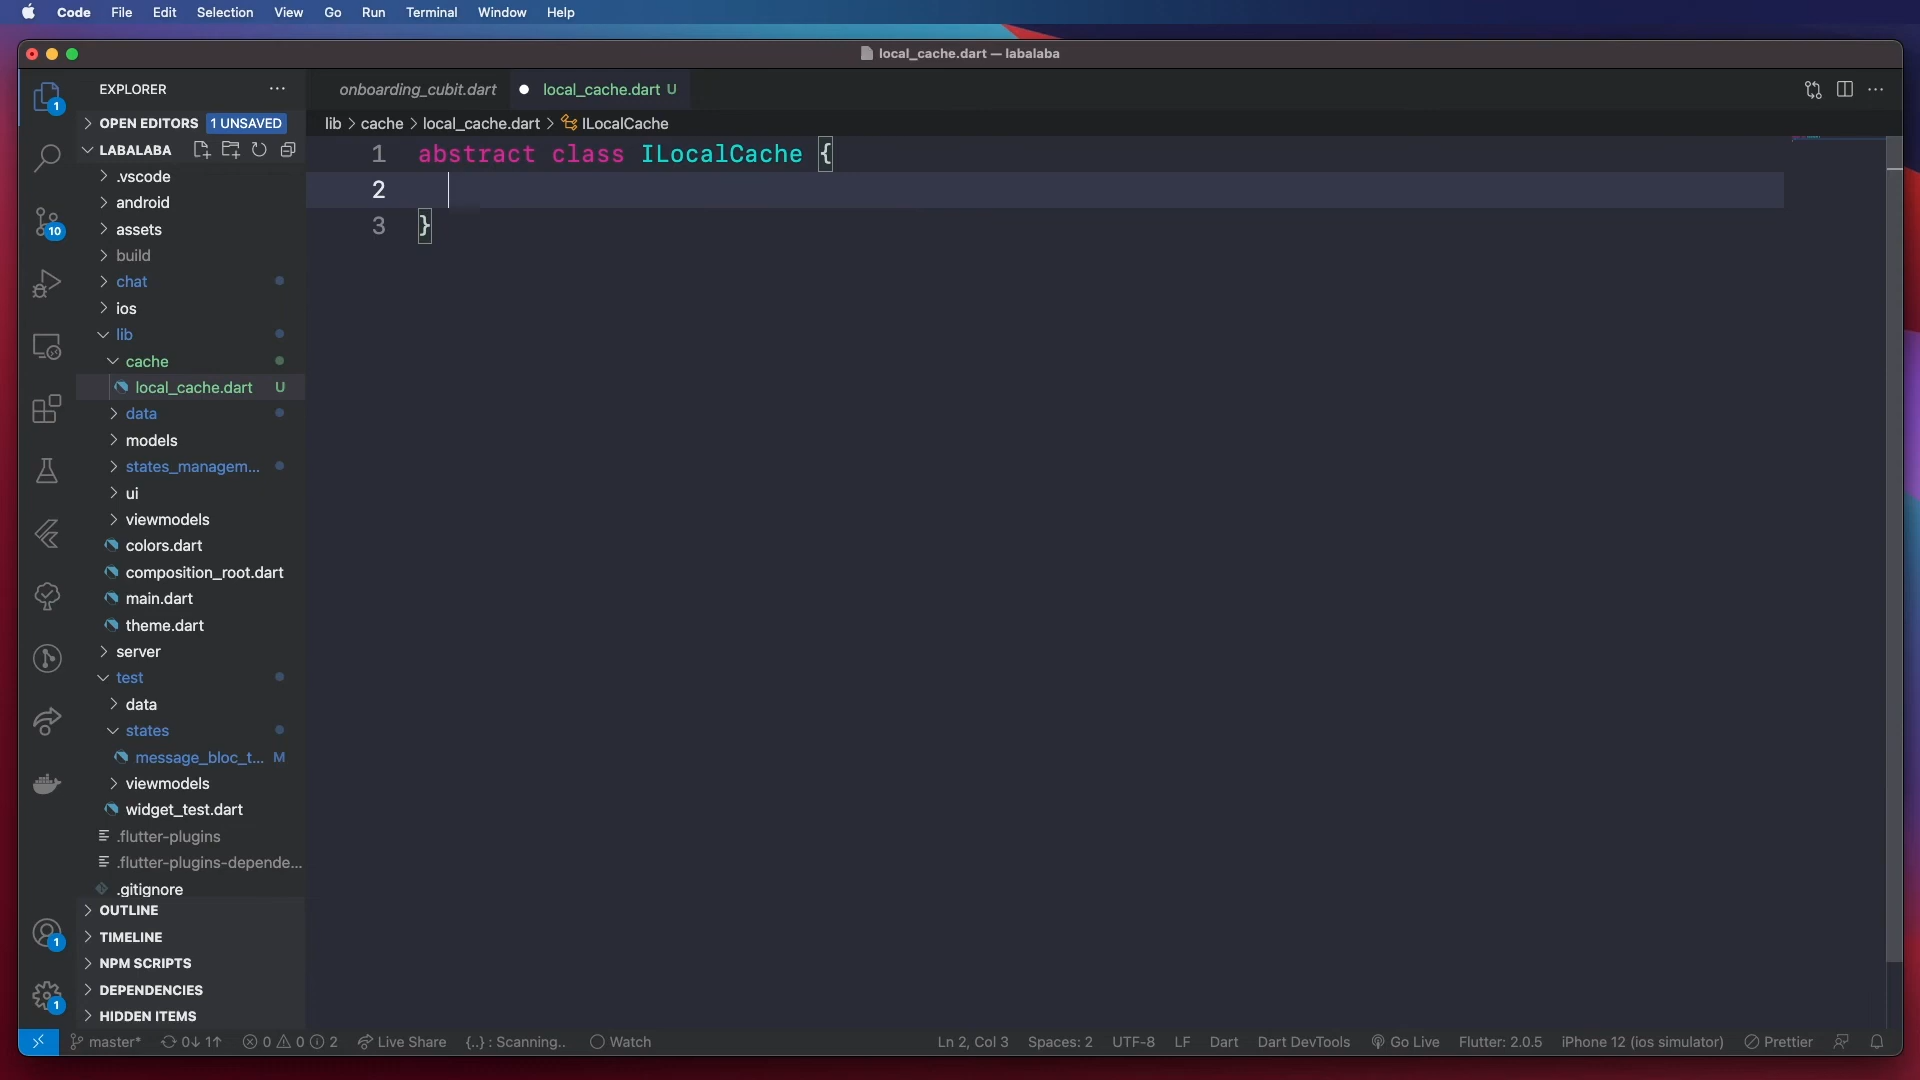 Code File Edit Selection View Go Run Terminal Window Help
local_cache.dart — labalaba
EXPLORER
onboarding_cubit.dart
local_cache.dart U
OPEN EDITORS 1 UNSAVED
lib > cache > local_cache.dart > ILocalCache
LABALABA
1 abstract class ILocalCache {
2
3 }
.vscode
android
assets
build
chat
ios
lib
cache
local_cache.dart U
data
models
states_managem...
ui
viewmodels
colors.dart
composition_root.dart
main.dart
theme.dart
server
test
data
states
message_bloc_t... M
viewmodels
widget_test.dart
.flutter-plugins
.flutter-plugins-depende...
.gitignore
OUTLINE
TIMELINE
NPM SCRIPTS
DEPENDENCIES
HIDDEN ITEMS
1
10
1
1
master* 0↓ 1↑ 0 0 2 Live Share {..} : Scanning.. Watch Ln 2, Col 3 Spaces: 2 UTF-8 LF Dart Dart DevTools Go Live Flutter: 2.0.5 iPhone 12 (ios simulator) Prettier